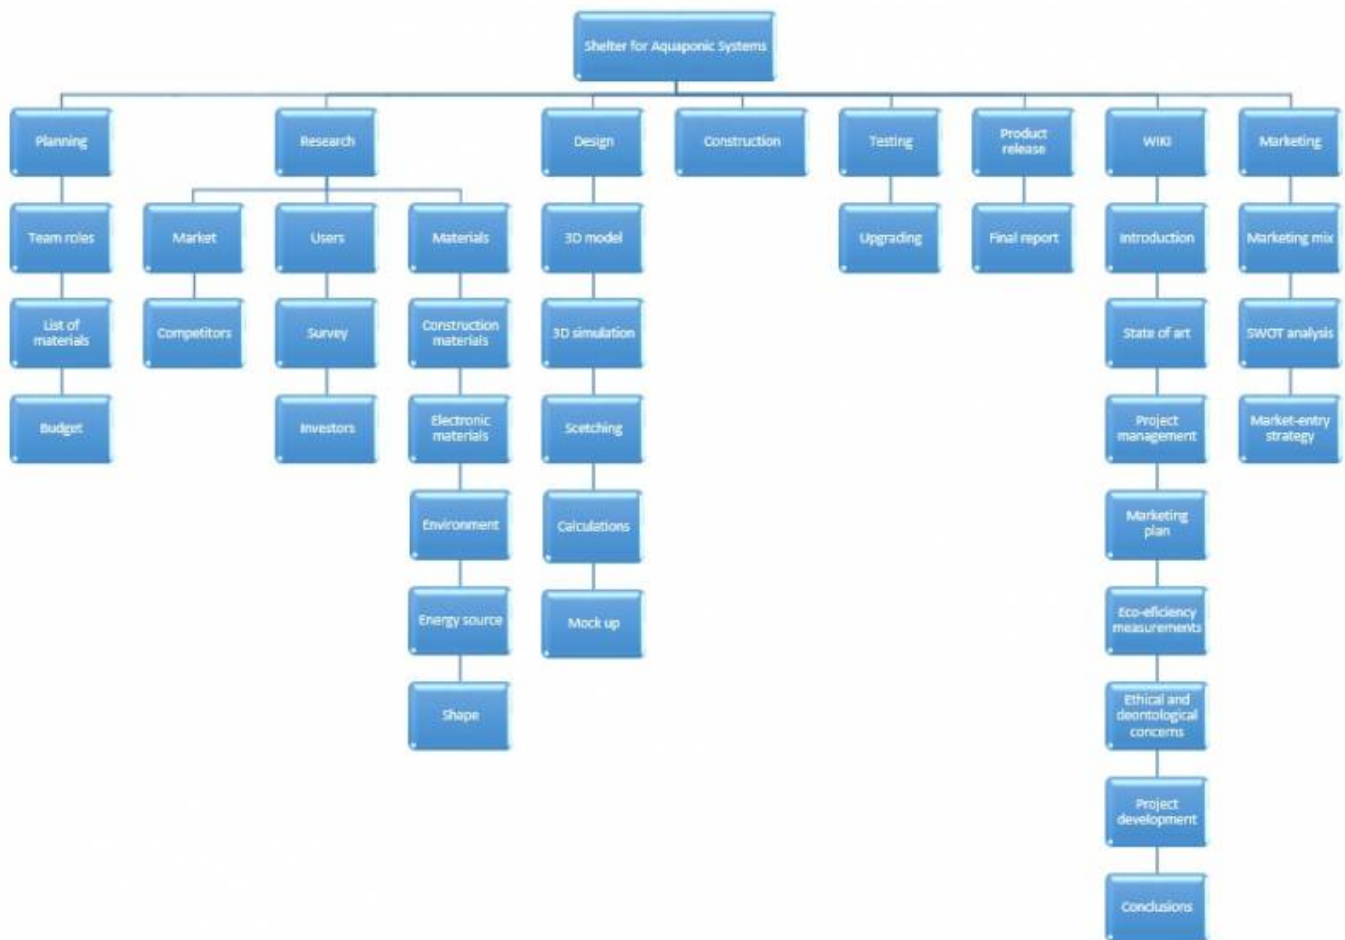 Shelter for Aquaponic Systems
Planning
Research
Design
Construction
Testing
Product
release
WIKI
Marketing
Team roles
Market
Users
Materials
3D model
Upgrading
Final report
Introduction
Marketing mix
List of
materials
Competitors
Survey
Construction
materials
3D simulation
State of art
SWOT analysis
Budget
Investors
Electronic
materials
Scetching
Project
management
Market-entry
strategy
Environment
Calculations
Marketing
plan
Energy source
Mock up
Eco-eficiency
measurements
Shape
Ethical and
deontological
concerns
Project
development
Conclusions